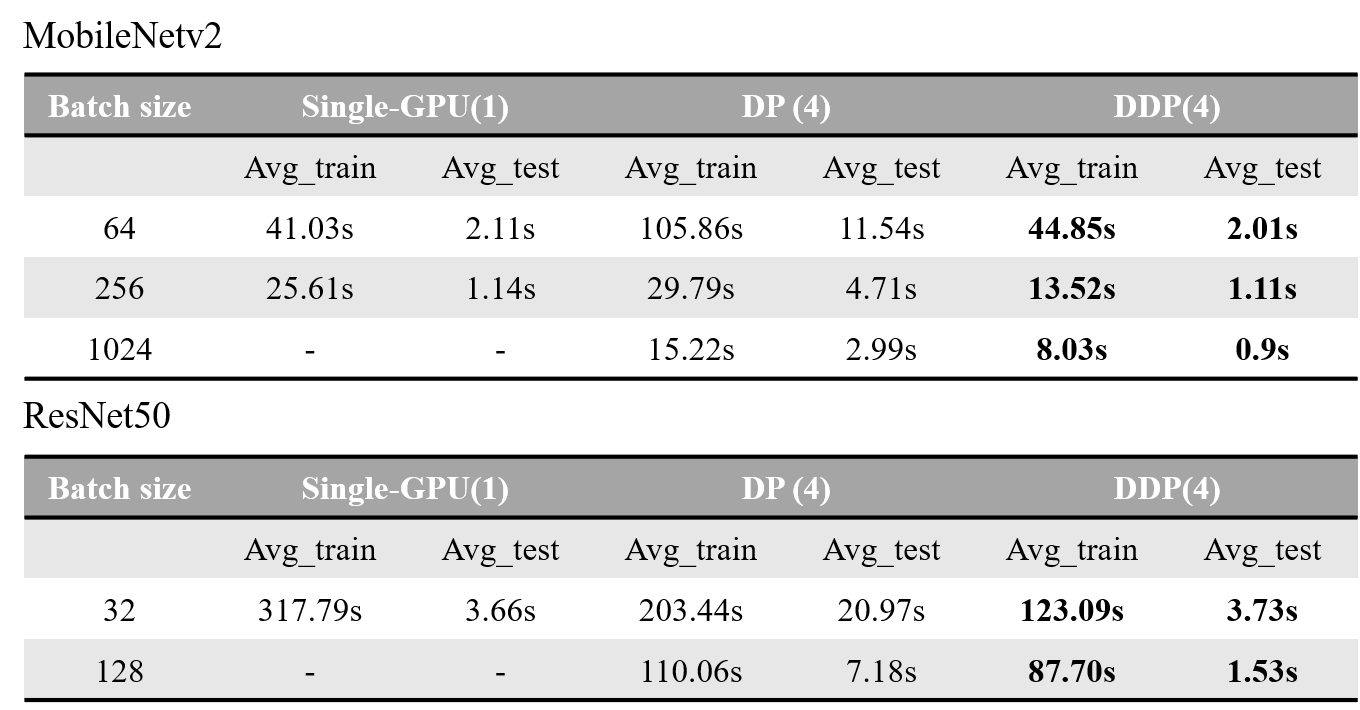 MobileNetv2
Batch size Single-GPU(1) DP (4) DDP(4)
Avg_train Avg_test Avg_train Avg_test Avg_train Avg_test
64 41.03s 2.11s 105.86s 11.54s 44.85s 2.01s
256 25.61s 1.14s 29.79s 4.71s 13.52s 1.11s
1024 - - 15.22s 2.99s 8.03s 0.9s
ResNet50
Batch size Single-GPU(1) DP (4) DDP(4)
Avg_train Avg_test Avg_train Avg_test Avg_train Avg_test
32 317.79s 3.66s 203.44s 20.97s 123.09s 3.73s
128 - - 110.06s 7.18s 87.70s 1.53s